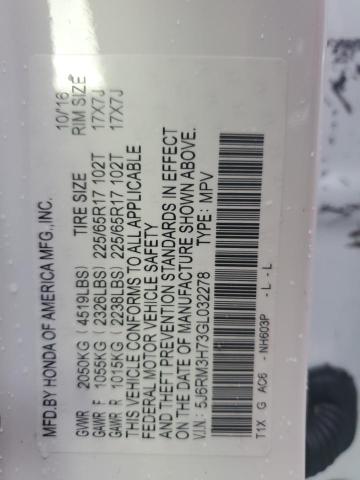 MFD.BY HONDA OF AMERICA MFG.,INC. 10/16
GVWR 2050KG (4519LBS) TIRE SIZE RIM SIZE
GAWR F 1055KG (2326LBS) 225/65R17 102T 17X7J
GAWR R 1015KG (2238LBS) 225/65R17 102T 17X7J
THIS VEHICLE CONFORMS TO ALL APPLICABLE
FEDERAL MOTOR VEHICLE SAFETY
AND THEFT PREVENTION STANDARDS IN EFFECT
ON THE DATE OF MANUFACTURE SHOWN ABOVE.
V.I.N.: 5J6RM3H73GL032278 TYPE: MPV
T1X G AC6 - NH603P - L - L